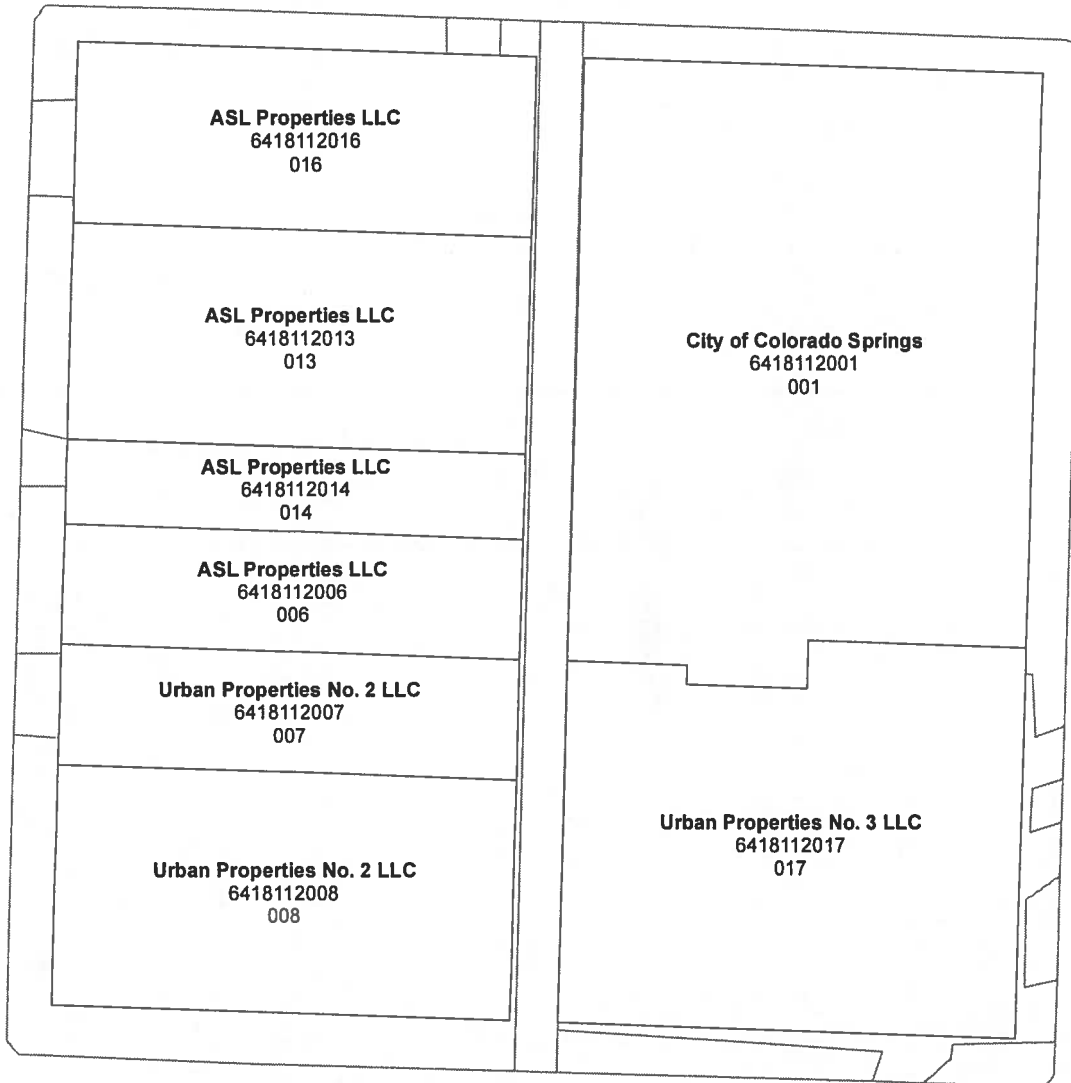 ASL Properties LLC
6418112016
016
ASL Properties LLC
6418112013
013
ASL Properties LLC
6418112014
014
ASL Properties LLC
6418112006
006
Urban Properties No. 2 LLC
6418112007
007
Urban Properties No. 2 LLC
6418112008
008
City of Colorado Springs
6418112001
001
Urban Properties No. 3 LLC
6418112017
017